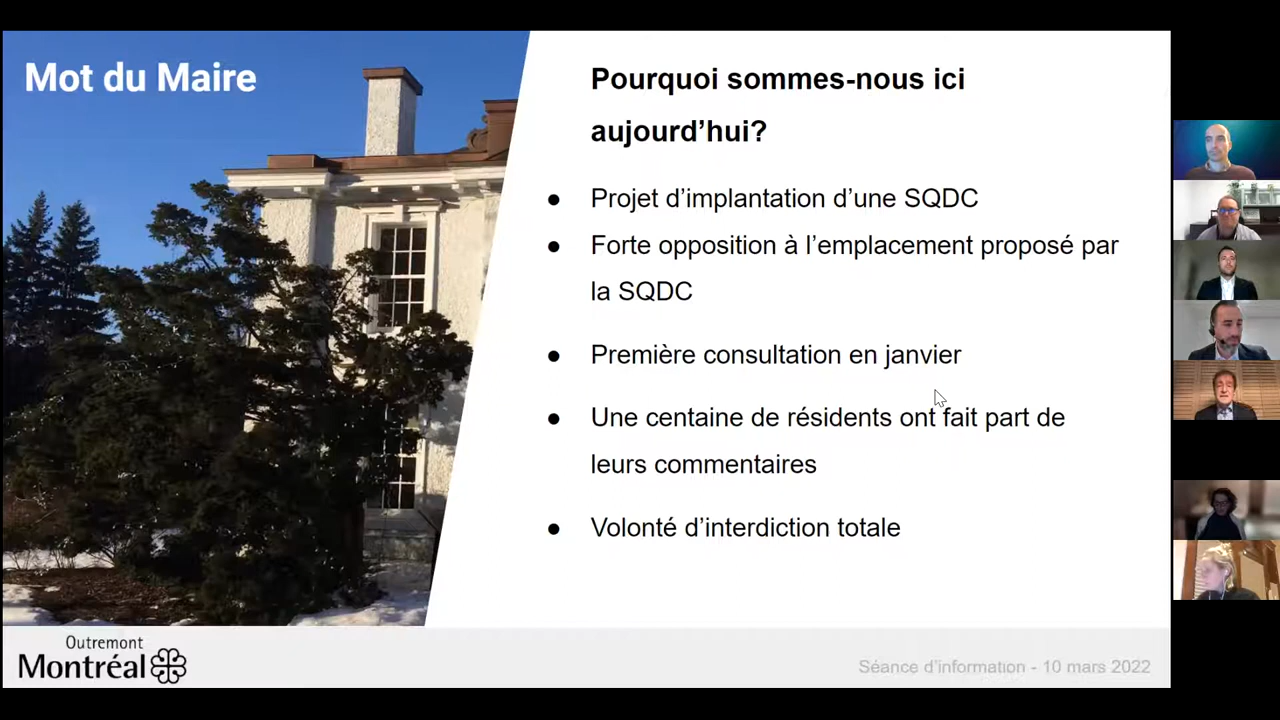 Mot du Maire
Pourquoi sommes-nous ici
aujourd’hui?
● Projet d’implantation d’une SQDC
● Forte opposition à l’emplacement proposé par
la SQDC
● Première consultation en janvier
● Une centaine de résidents ont fait part de
leurs commentaires
● Volonté d’interdiction totale
Outremont
Montréal
Séance d’information - 10 mars 2022